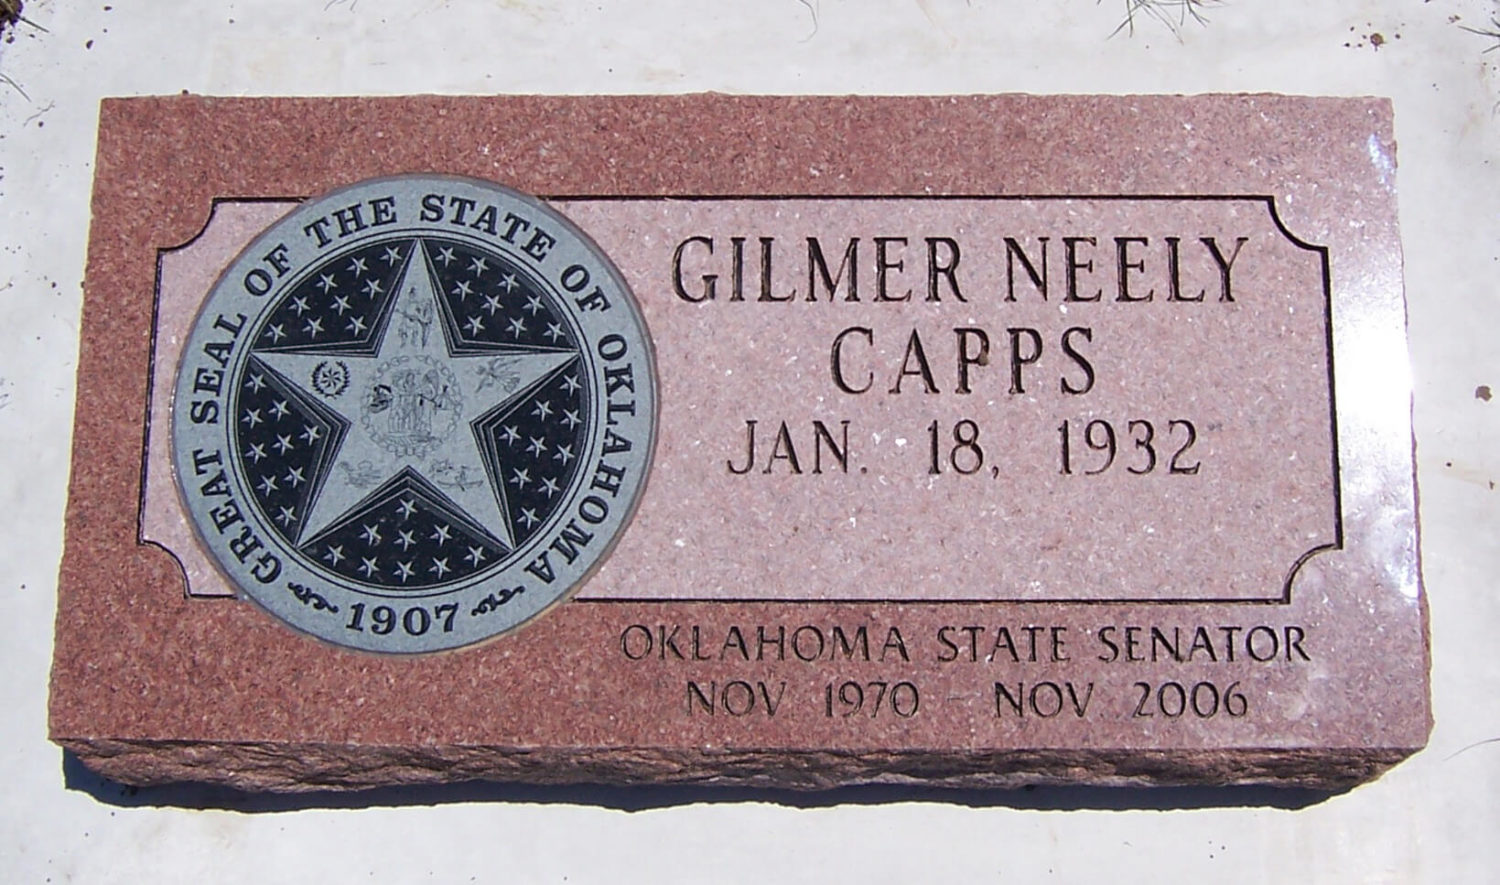 GREAT SEAL OF THE STATE OF OKLAHOMA
1907
GILMER NEELY
CAPPS
JAN. 18, 1932
OKLAHOMA STATE SENATOR
NOV 1970 - NOV 2006